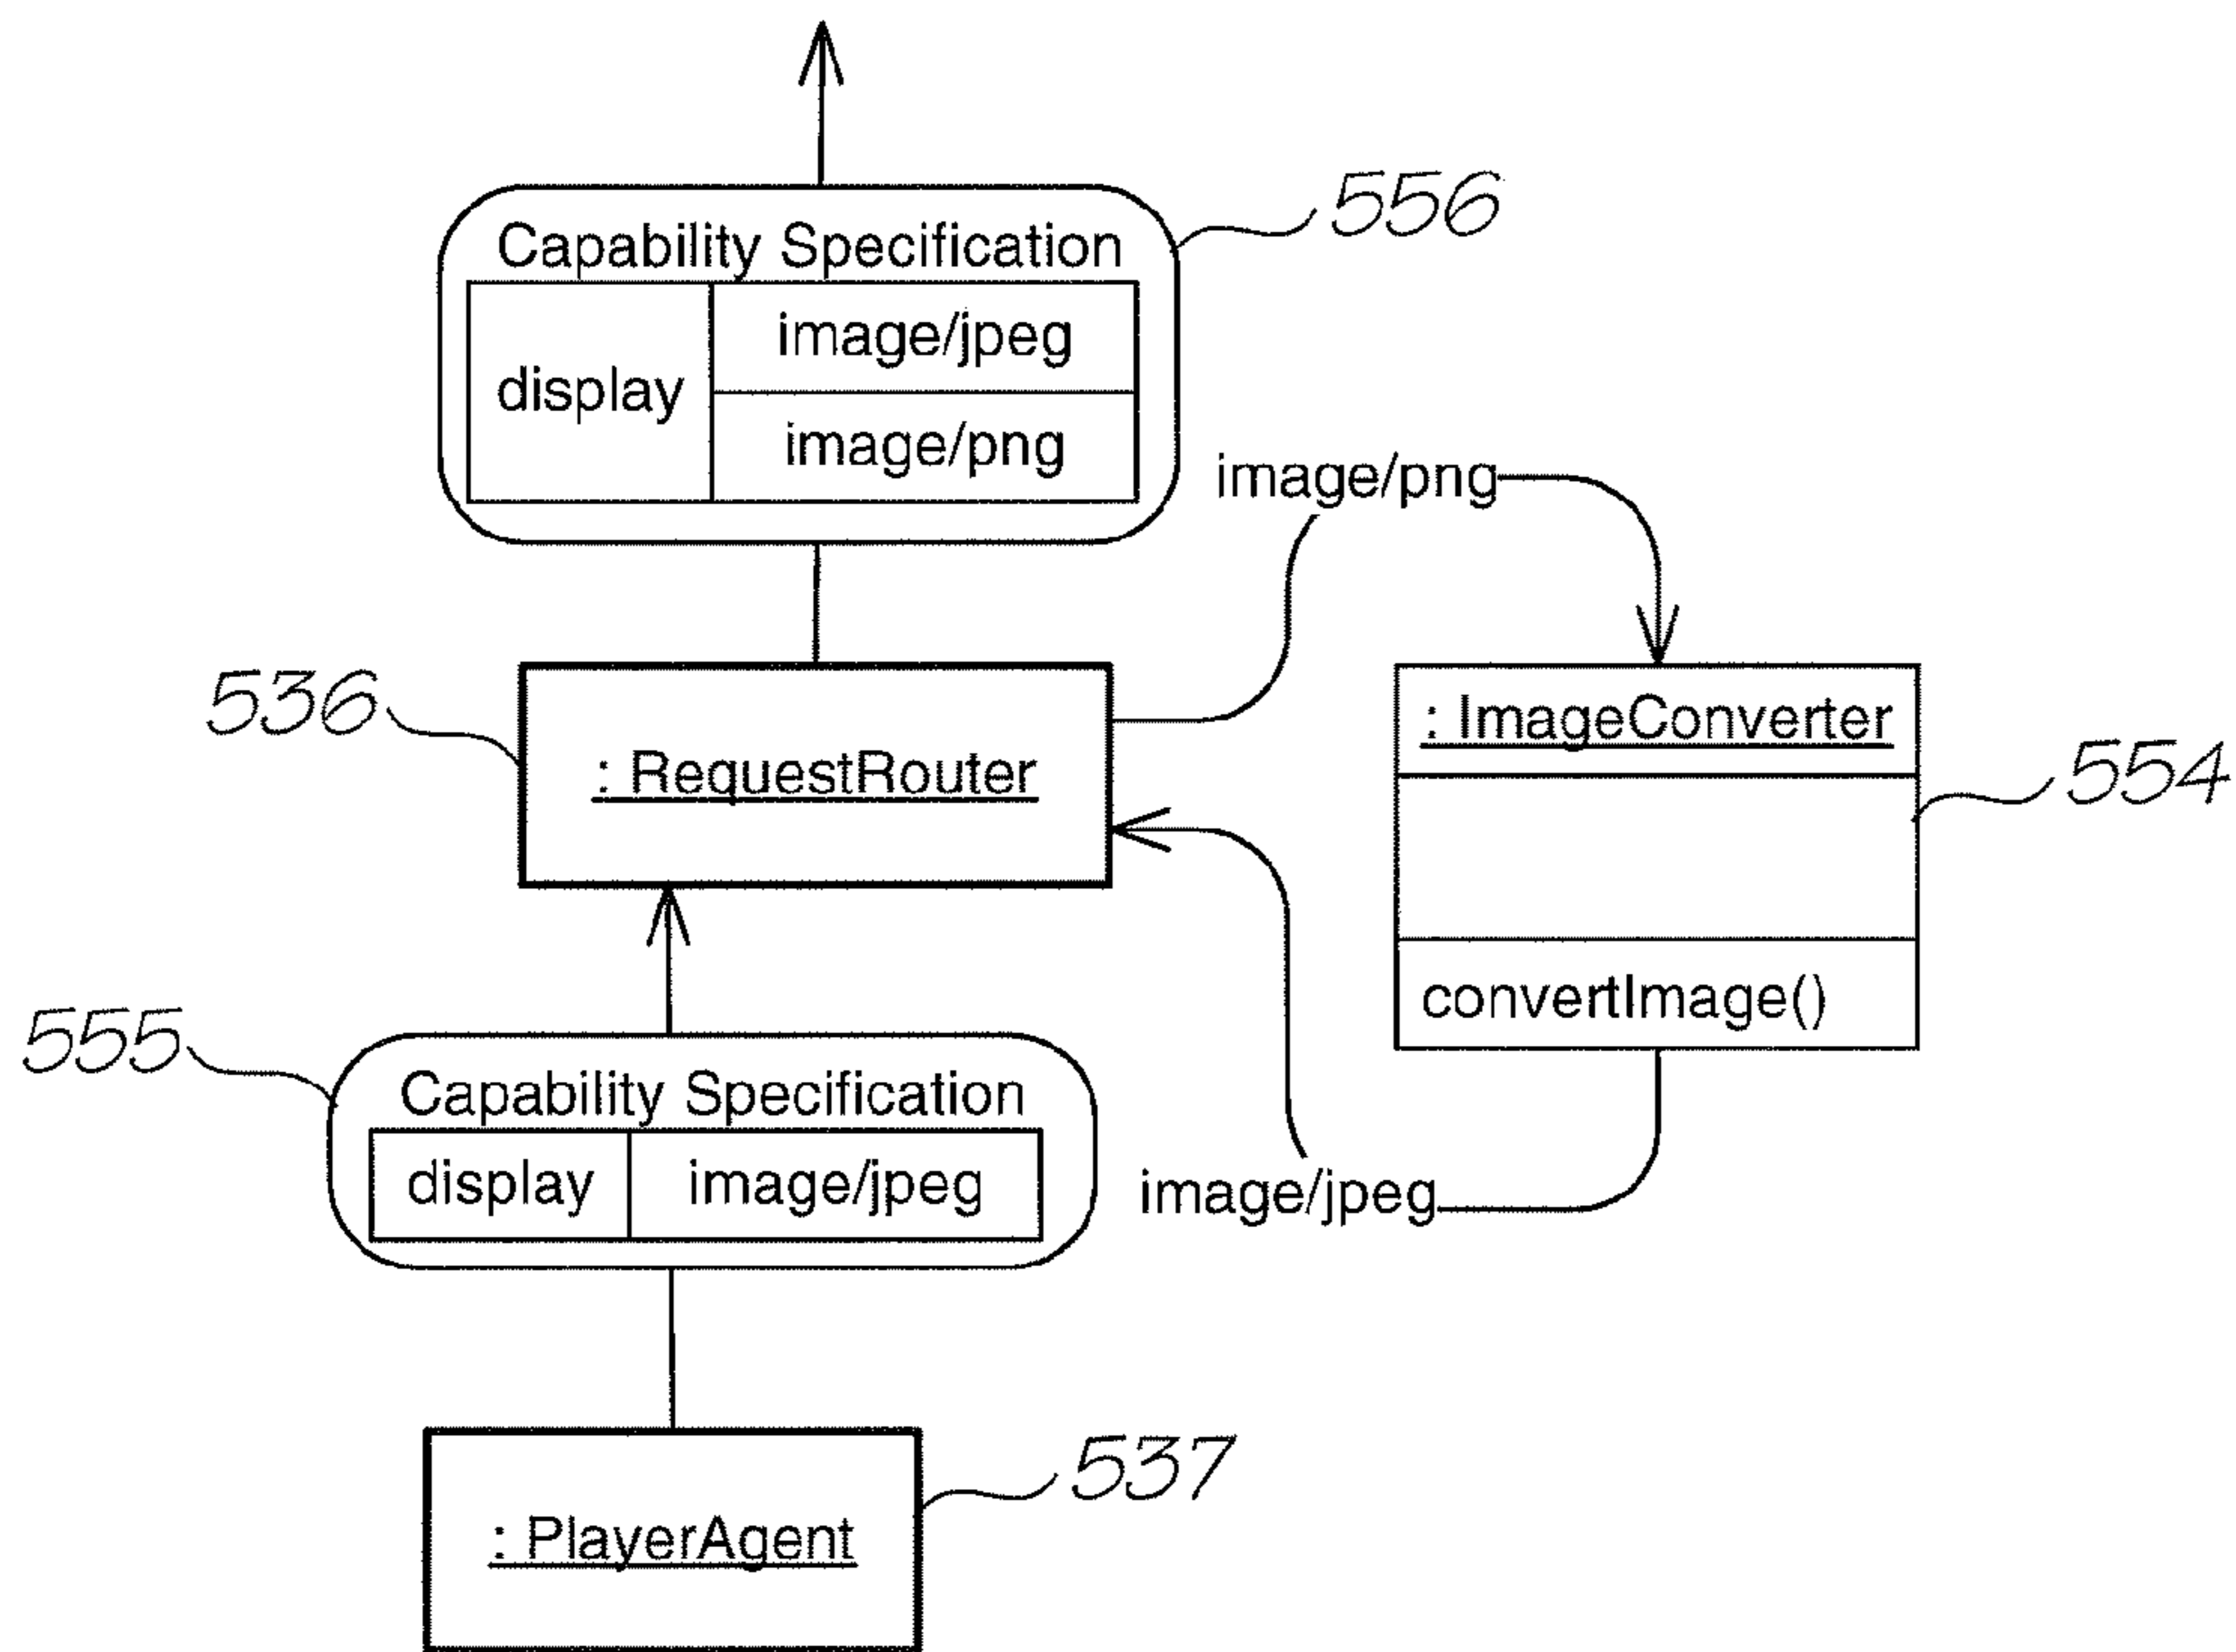 556
Capability Specification
image/jpeg
display
image/png
image/png
536
: RequestRouter
: ImageConverter
554
convertImage()
555
Capability Specification
display image/jpeg
image/jpeg
537
: PlayerAgent